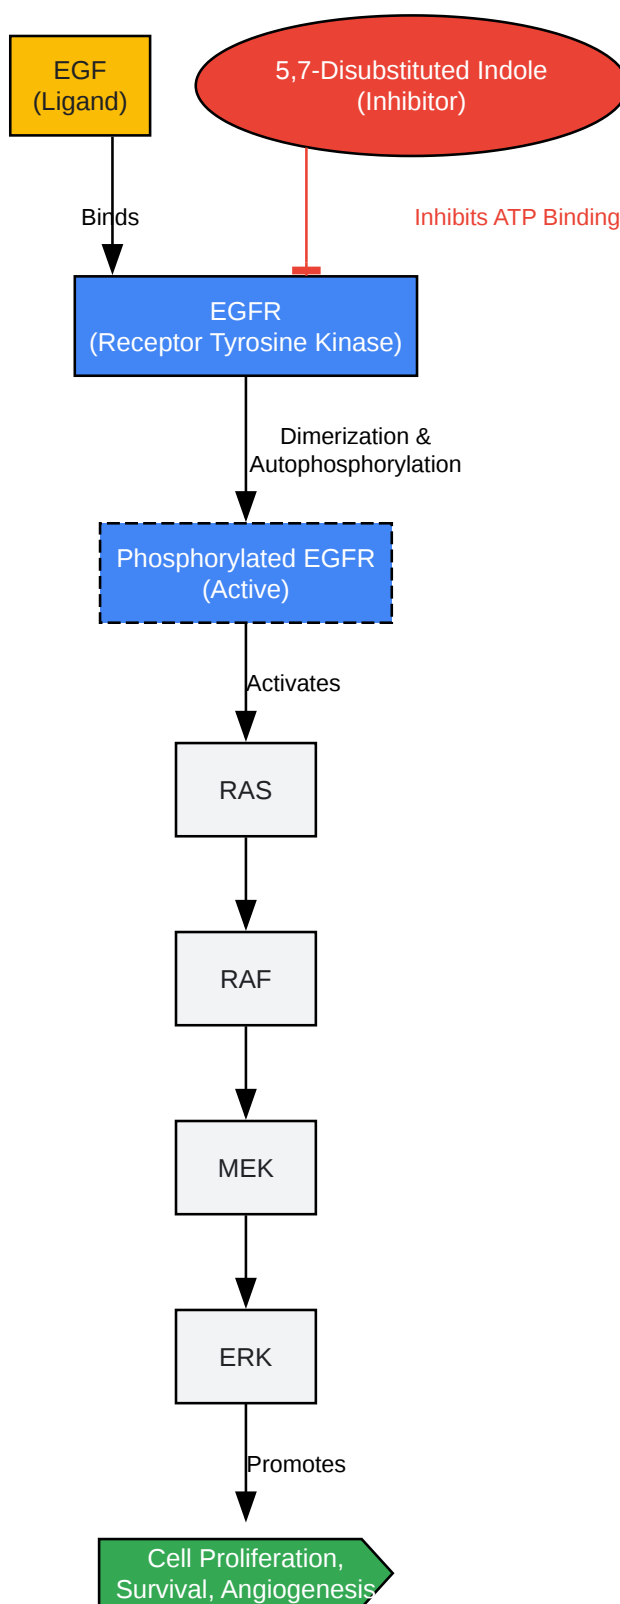 EGF
(Ligand)
5,7-Disubstituted Indole
(Inhibitor)
Binds
Inhibits ATP Binding
EGFR
(Receptor Tyrosine Kinase)
Dimerization &
Autophosphorylation
Phosphorylated EGFR
(Active)
Activates
RAS
RAF
MEK
ERK
Promotes
Cell Proliferation,
Survival, Angiogenesis